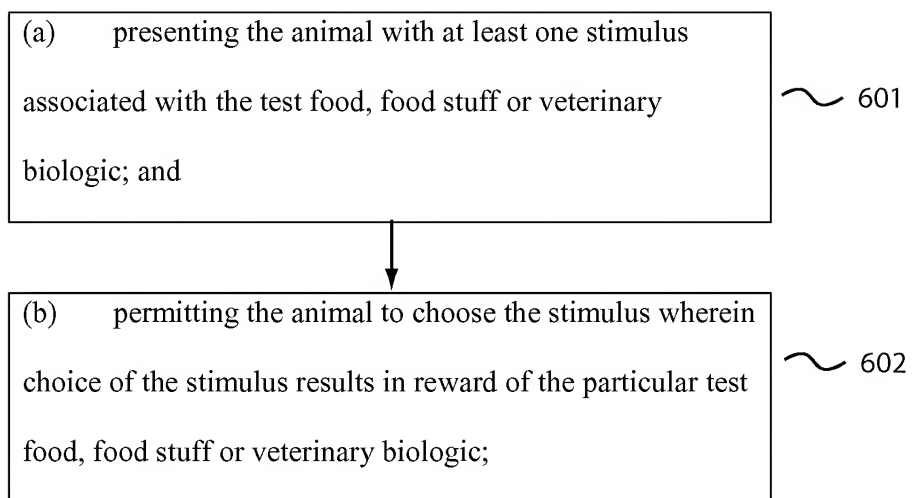 (a) presenting the animal with at least one stimulus
associated with the test food, food stuff or veterinary
biologic; and
601
(b) permitting the animal to choose the stimulus wherein
choice of the stimulus results in reward of the particular test
food, food stuff or veterinary biologic;
602